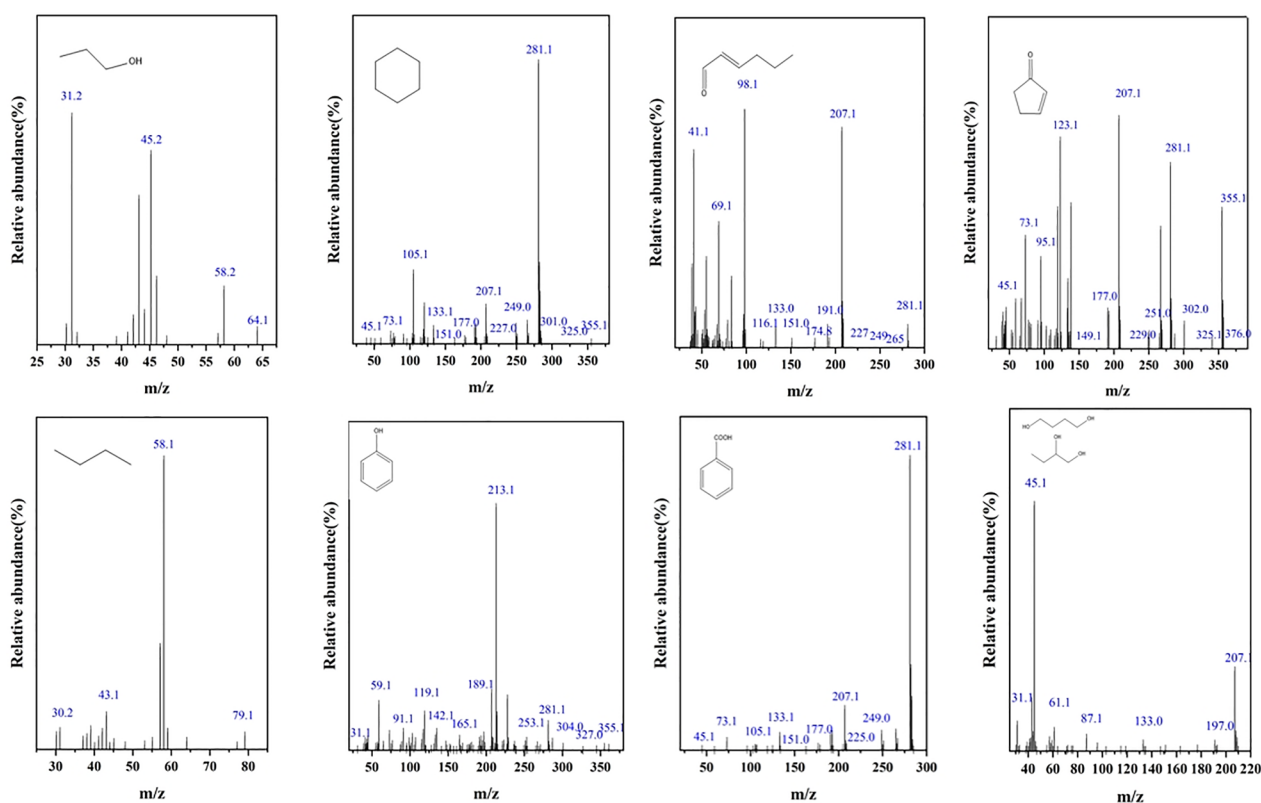 Relative abundance(%)
OH
31.2
45.2
58.2
64.1
25 30 35 40 45 50 55 60 65
m/z
Relative abundance(%)
281.1
105.1
207.1
249.0
133.1
45.1 73.1 151.0 177.0 227.0 301.0 325.0 355.1
50 100 150 200 250 300 350
m/z
Relative abundance(%)
O
98.1
207.1
41.1
69.1
281.1
133.0 191.0
116.1 151.0 174.8 227 249 265
50 100 150 200 250 300
m/z
Relative abundance(%)
O
207.1
123.1
281.1
355.1
73.1
95.1
45.1
177.0
302.0
251.0
149.1 229.0 325.1 376.0
50 100 150 200 250 300 350
m/z
Relative abundance(%)
58.1
43.1
30.2
79.1
30 40 50 60 70 80
m/z
Relative abundance(%)
OH
213.1
59.1
119.1
189.1
281.1
31.1 91.1 142.1 165.1 253.1 304.0 327.0 355.1
50 100 150 200 250 300 350
m/z
Relative abundance(%)
COOH
281.1
207.1
249.0
73.1 133.1
45.1 105.1 151.0 177.0 225.0
50 100 150 200 250 300
m/z
Relative abundance(%)
HO OH
OH
OH
45.1
207.1
31.1 61.1
87.1 133.0 197.0
40 60 80 100 120 140 160 180 200 220
m/z